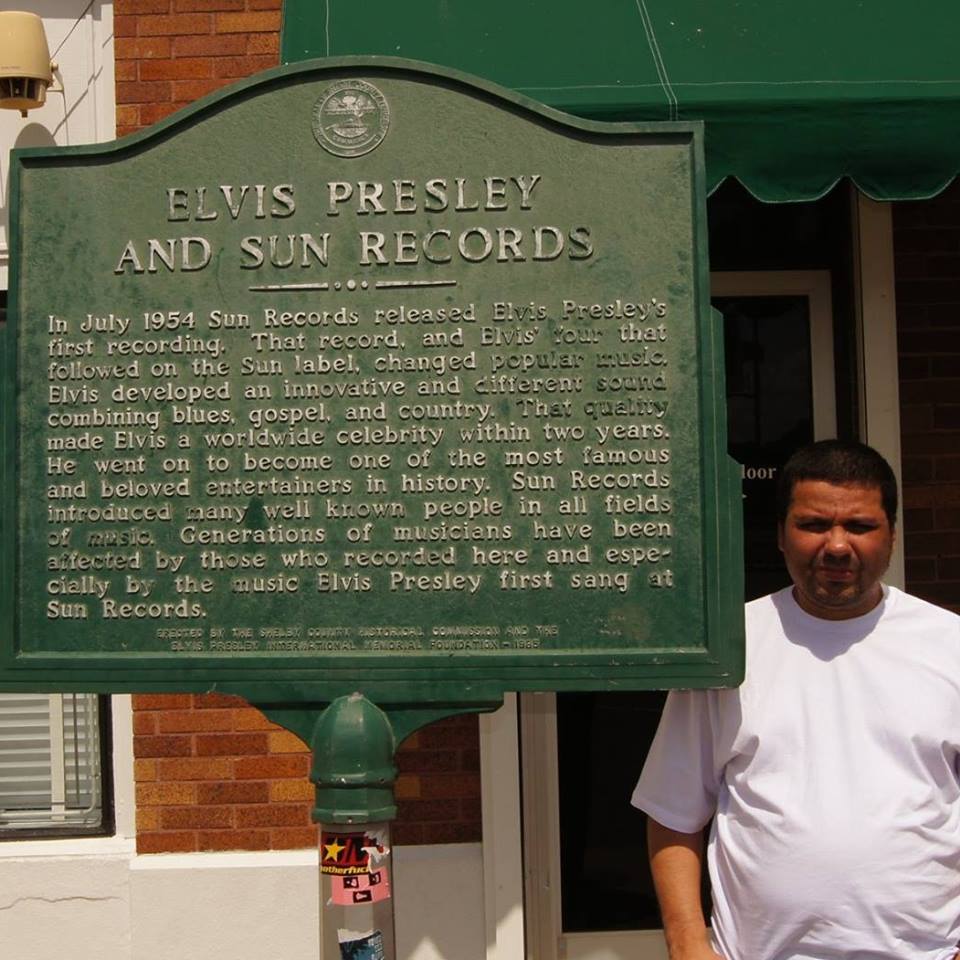 ELVIS PRESLEY
AND SUN RECORDS
In July 1954 Sun Records released Elvis Presley's
first recording. That record, and Elvis' four that
followed on the Sun label, changed popular music.
Elvis developed an innovative and different sound
combining blues, gospel, and country. That quality
made Elvis a worldwide celebrity within two years.
He went on to become one of the most famous
and beloved entertainers in history. Sun Records
introduced many well known people in all fields
of music. Generations of musicians have been
affected by those who recorded here and espe-
cially by the music Elvis Presley first sang at
Sun Records.
ERECTED BY THE SHELBY COUNTY HISTORICAL COMMISSION AND THE
ELVIS PRESLEY INTERNATIONAL MEMORIAL FOUNDATION-1986
loor